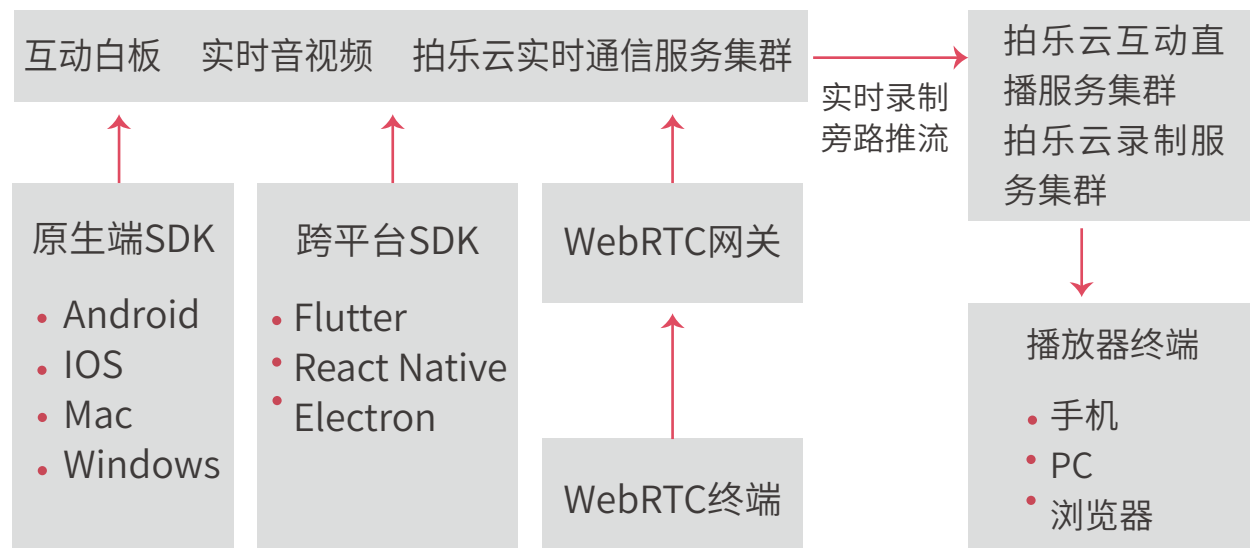 互动白板 实时音视频 拍乐云实时通信服务集群
实时录制
旁路推流
拍乐云互动直
播服务集群
拍乐云录制服
务集群
原生端SDK
Android
IOS
Mac
Windows
跨平台SDK
Flutter
React Native
Electron
WebRTC网关
WebRTC终端
播放器终端
手机
PC
浏览器